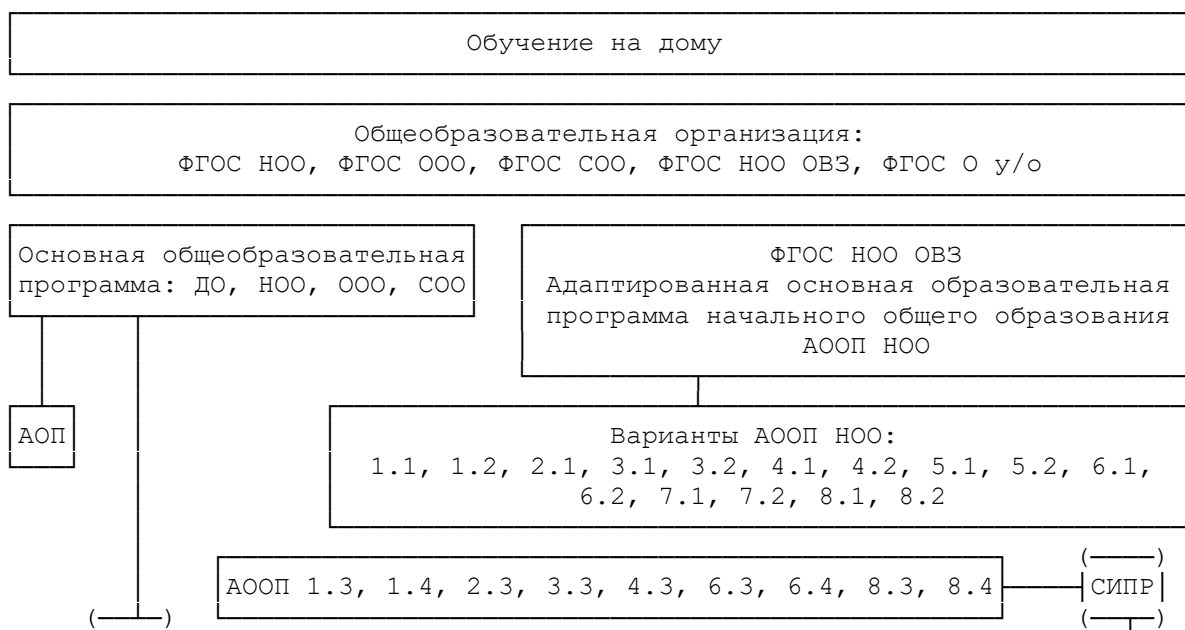 Обучение на дому
Общеобразовательная организация:
ФГОС НОО, ФГОС ООО, ФГОС СОО, ФГОС НОО ОВЗ, ФГОС О у/о
Основная общеобразовательная
программа: ДО, НОО, ООО, СОО
ФГОС НОО ОВЗ
Адаптированная основная образовательная
программа начального общего образования
АООП НОО
АОП
Варианты АООП НОО:
1.1, 1.2, 2.1, 3.1, 3.2, 4.1, 4.2, 5.1, 5.2, 6.1,
6.2, 7.1, 7.2, 8.1, 8.2
АООП 1.3, 1.4, 2.3, 3.3, 4.3, 6.3, 6.4, 8.3, 8.4
СИПР